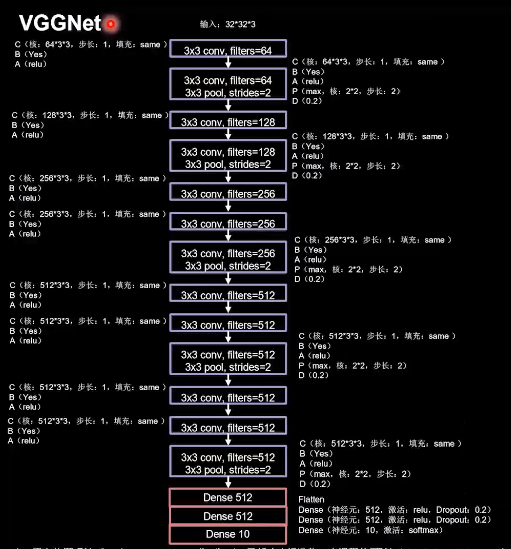 VGGNet
输入：32*32*3
C（核：64*3*3，步长：1，填充：same ）
B（Yes）
A（relu）
3x3 conv, filters=64
3x3 conv, filters=64
3x3 pool, strides=2
C（核：64*3*3，步长：1，填充：same ）
B（Yes）
A（relu）
P（max，核：2*2，步长：2）
D（0.2）
C（核：128*3*3，步长：1，填充：same ）
B（Yes）
A（relu）
3x3 conv, filters=128
3x3 conv, filters=128
3x3 pool, strides=2
C（核：128*3*3，步长：1，填充：same ）
B（Yes）
A（relu）
P（max，核：2*2，步长：2）
D（0.2）
C（核：256*3*3，步长：1，填充：same ）
B（Yes）
A（relu）
3x3 conv, filters=256
C（核：256*3*3，步长：1，填充：same ）
B（Yes）
A（relu）
3x3 conv, filters=256
3x3 conv, filters=256
3x3 pool, strides=2
C（核：256*3*3，步长：1，填充：same ）
B（Yes）
A（relu）
P（max，核：2*2，步长：2）
D（0.2）
C（核：512*3*3，步长：1，填充：same ）
B（Yes）
A（relu）
3x3 conv, filters=512
C（核：512*3*3，步长：1，填充：same ）
B（Yes）
A（relu）
3x3 conv, filters=512
3x3 conv, filters=512
3x3 pool, strides=2
C（核：512*3*3，步长：1，填充：same ）
B（Yes）
A（relu）
P（max，核：2*2，步长：2）
D（0.2）
C（核：512*3*3，步长：1，填充：same ）
B（Yes）
A（relu）
3x3 conv, filters=512
C（核：512*3*3，步长：1，填充：same ）
B（Yes）
A（relu）
3x3 conv, filters=512
3x3 conv, filters=512
3x3 pool, strides=2
C（核：512*3*3，步长：1，填充：same ）
B（Yes）
A（relu）
P（max，核：2*2，步长：2）
D（0.2）
Dense 512
Dense 512
Dense 10
Flatten
Dense（神经元：512，激活：relu，Dropout：0.2）
Dense（神经元：512，激活：relu，Dropout：0.2）
Dense（神经元：10，激活：softmax）